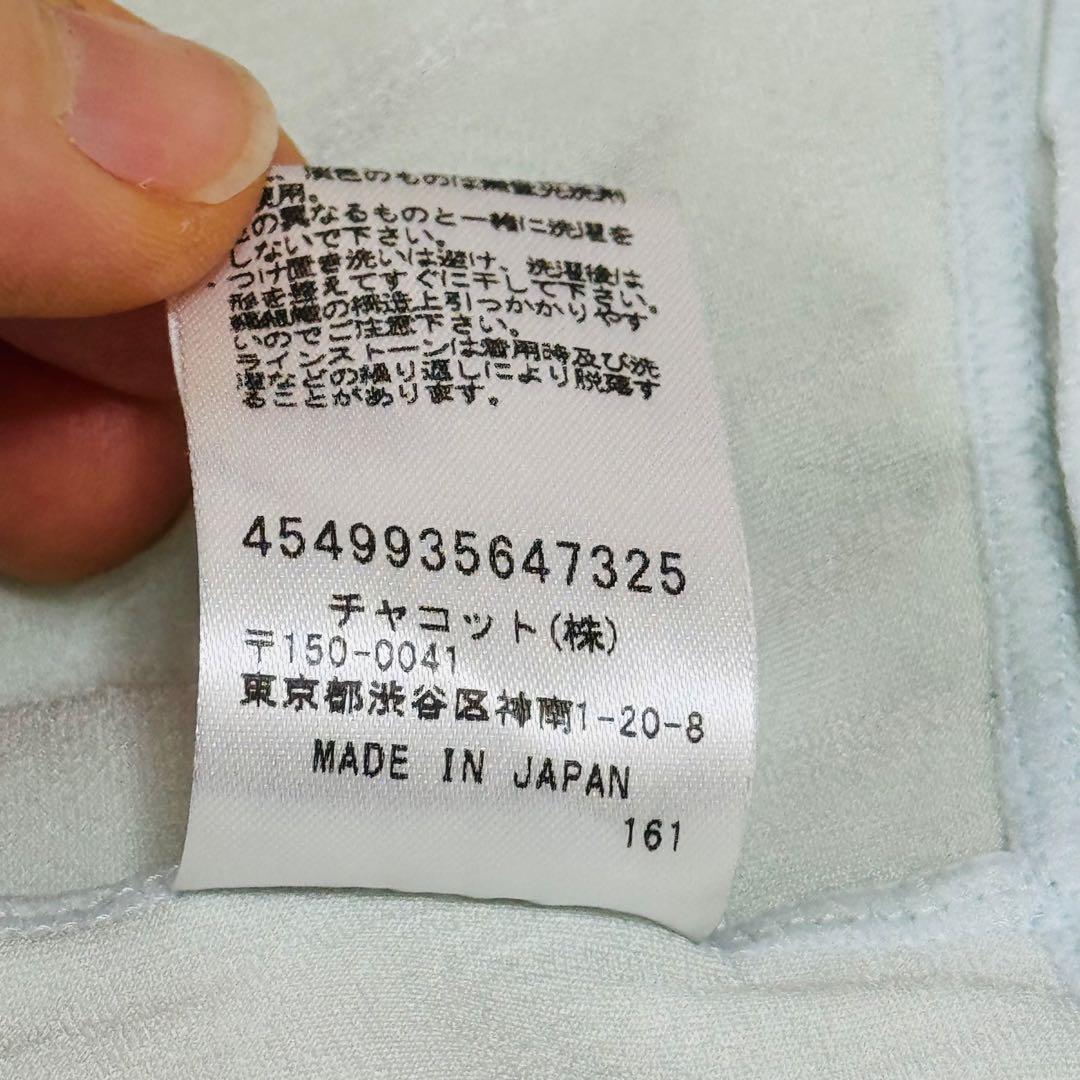 、淡色のものは無蛍光洗剤
使用。
色の異なるものと一緒に洗濯を
しないで下さい。
つけ置き洗いは避け、洗濯後は
形を整えてすぐに干して下さい。
組織の構造上引っかかりやす
いのでご注意下さい。
ラインストーンは着用時及び洗
濯などの繰り返しにより脱落す
ることがあります。
4549935647325
チャコット(株)
〒150-0041
東京都渋谷区神南1-20-8
MADE IN JAPAN
161